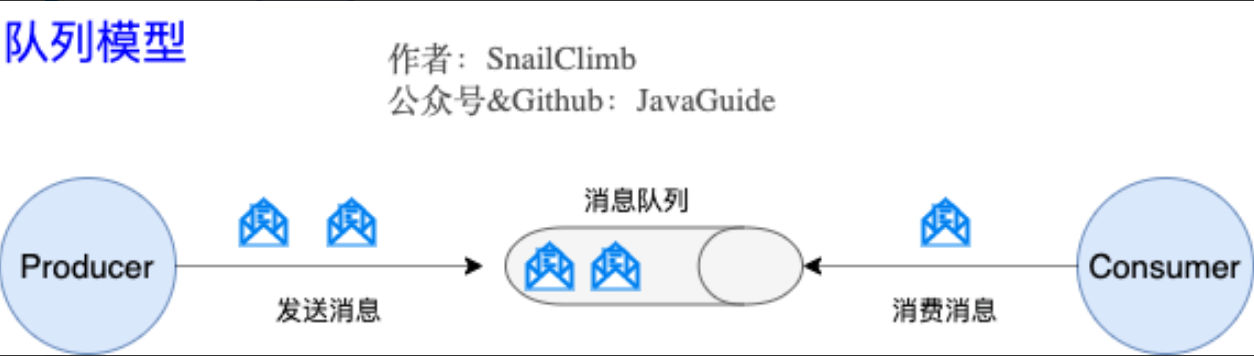 队列模型
作者：SnailClimb
公众号&Github：JavaGuide
消息队列
Producer
发送消息
消费消息
Consumer